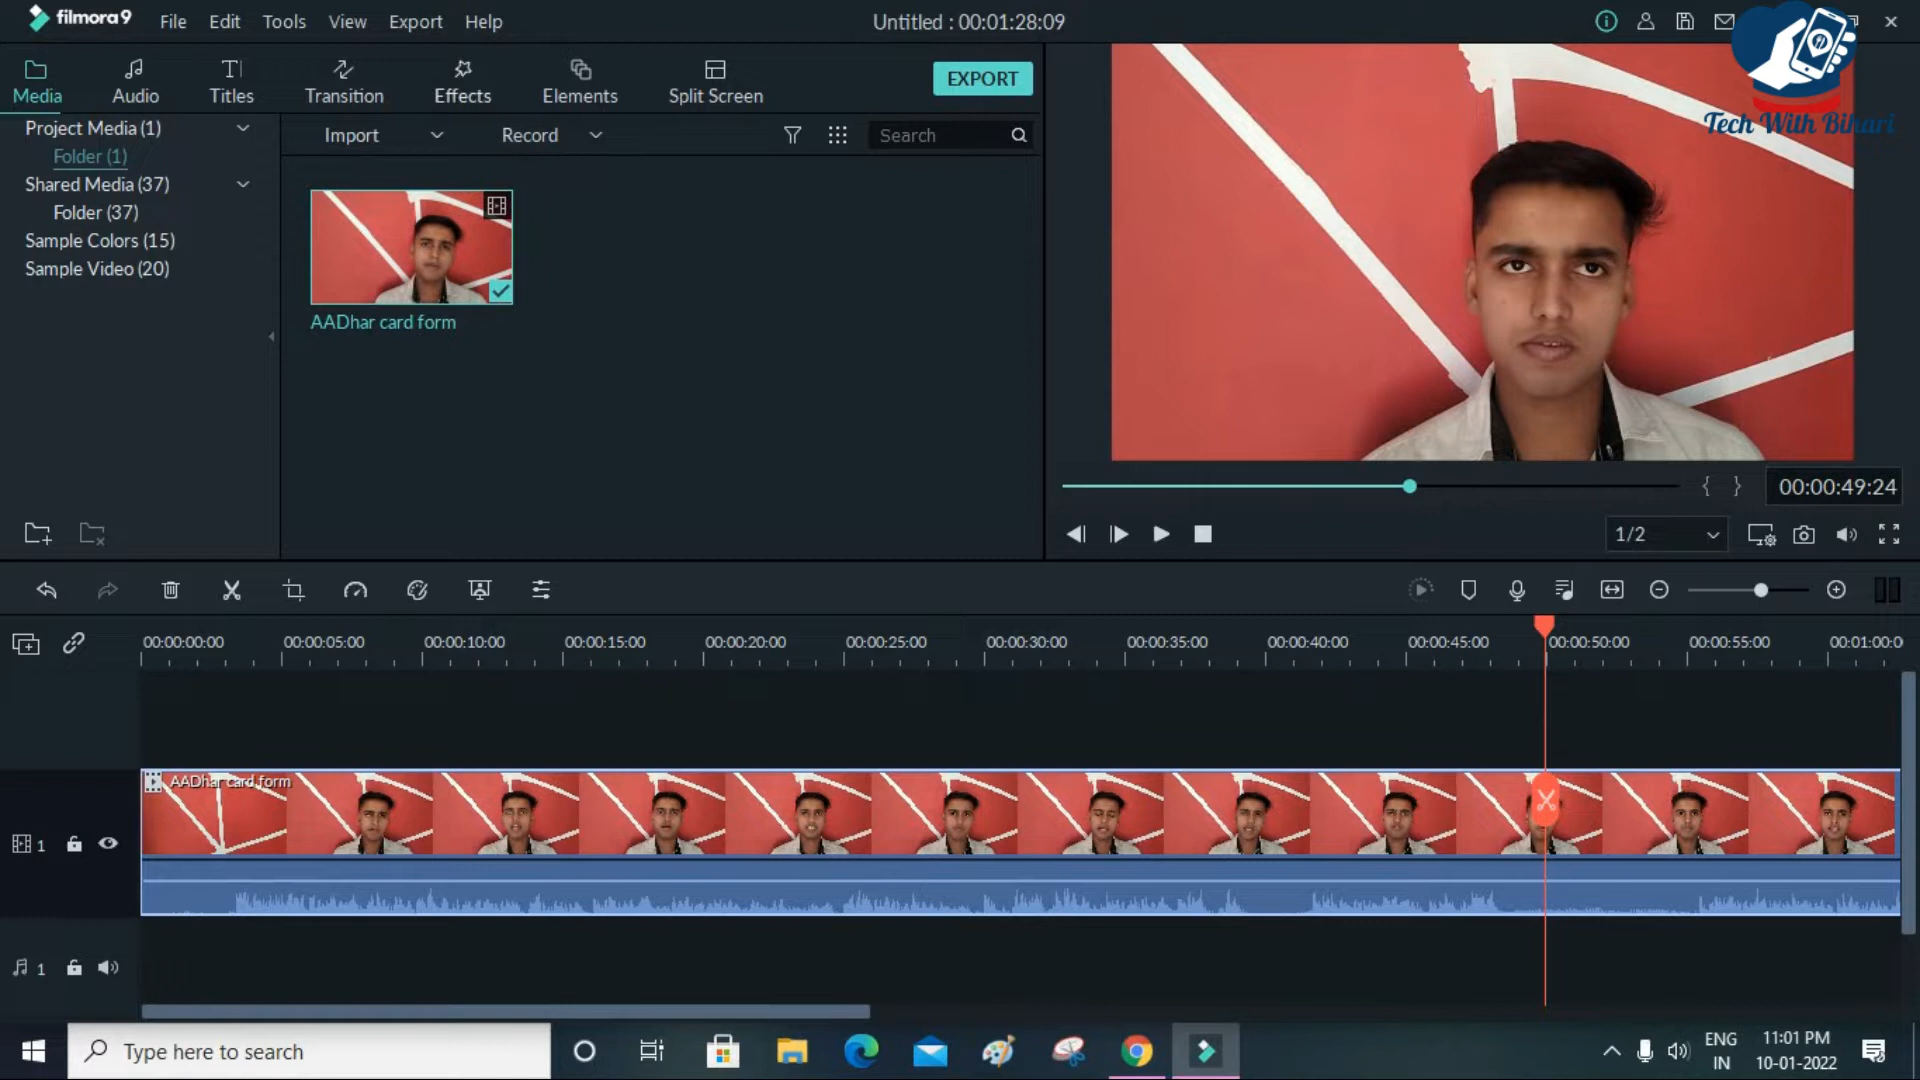 filmora9 File Edit Tools View Export Help Untitled : 00:01:28:09
Tech With Bihari
Media Audio Titles Transition Effects Elements Split Screen EXPORT
Project Media (1)
Folder (1)
Shared Media (37)
Folder (37)
Sample Colors (15)
Sample Video (20)
Import Record Search
AADhar card form
{ } 00:00:49:24
1/2
00:00:00:00 00:00:05:00 00:00:10:00 00:00:15:00 00:00:20:00 00:00:25:00 00:00:30:00 00:00:35:00 00:00:40:00 00:00:45:00 00:00:50:00 00:00:55:00 00:01:00:0
AADhar card form
1
1
Type here to search
ENG
IN
11:01 PM
10-01-2022